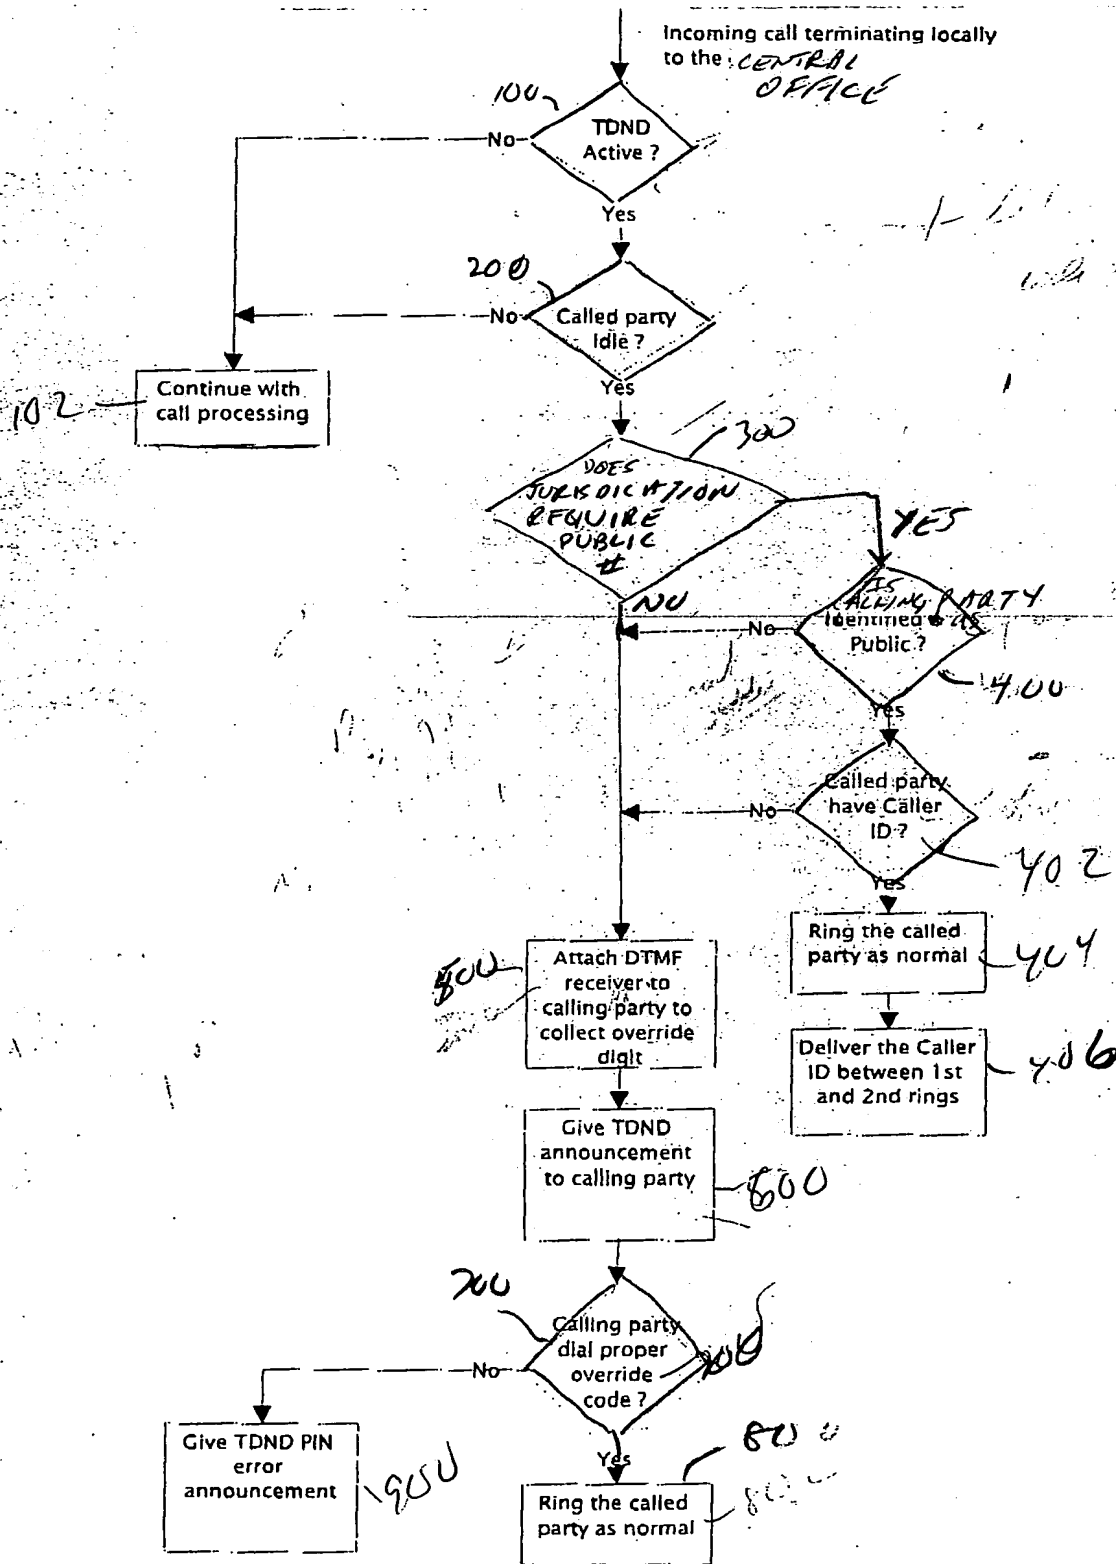 Incoming call terminating locally
to the CENTRAL
OFFICE
100
TDND
Active ?
No
Yes
200
Called party
Idle ?
No
Yes
Continue with
call processing
102
300
DOES
JURISDICATION
REQUIRE
PUBLIC
#
YES
NO
IS
CALLING PARTY
Identified as
Public ?
No
400
Yes
Called party
have Caller
ID ?
No
402
Yes
Ring the called
party as normal
404
Deliver the Caller
ID between 1st
and 2nd rings
406
500
Attach DTMF
receiver to
calling party to
collect override
digit
Give TDND
announcement
to calling party
600
700
Calling party
dial proper
override
code ?
No
Yes
Give TDND PIN
error
announcement
900
800
Ring the called
party as normal